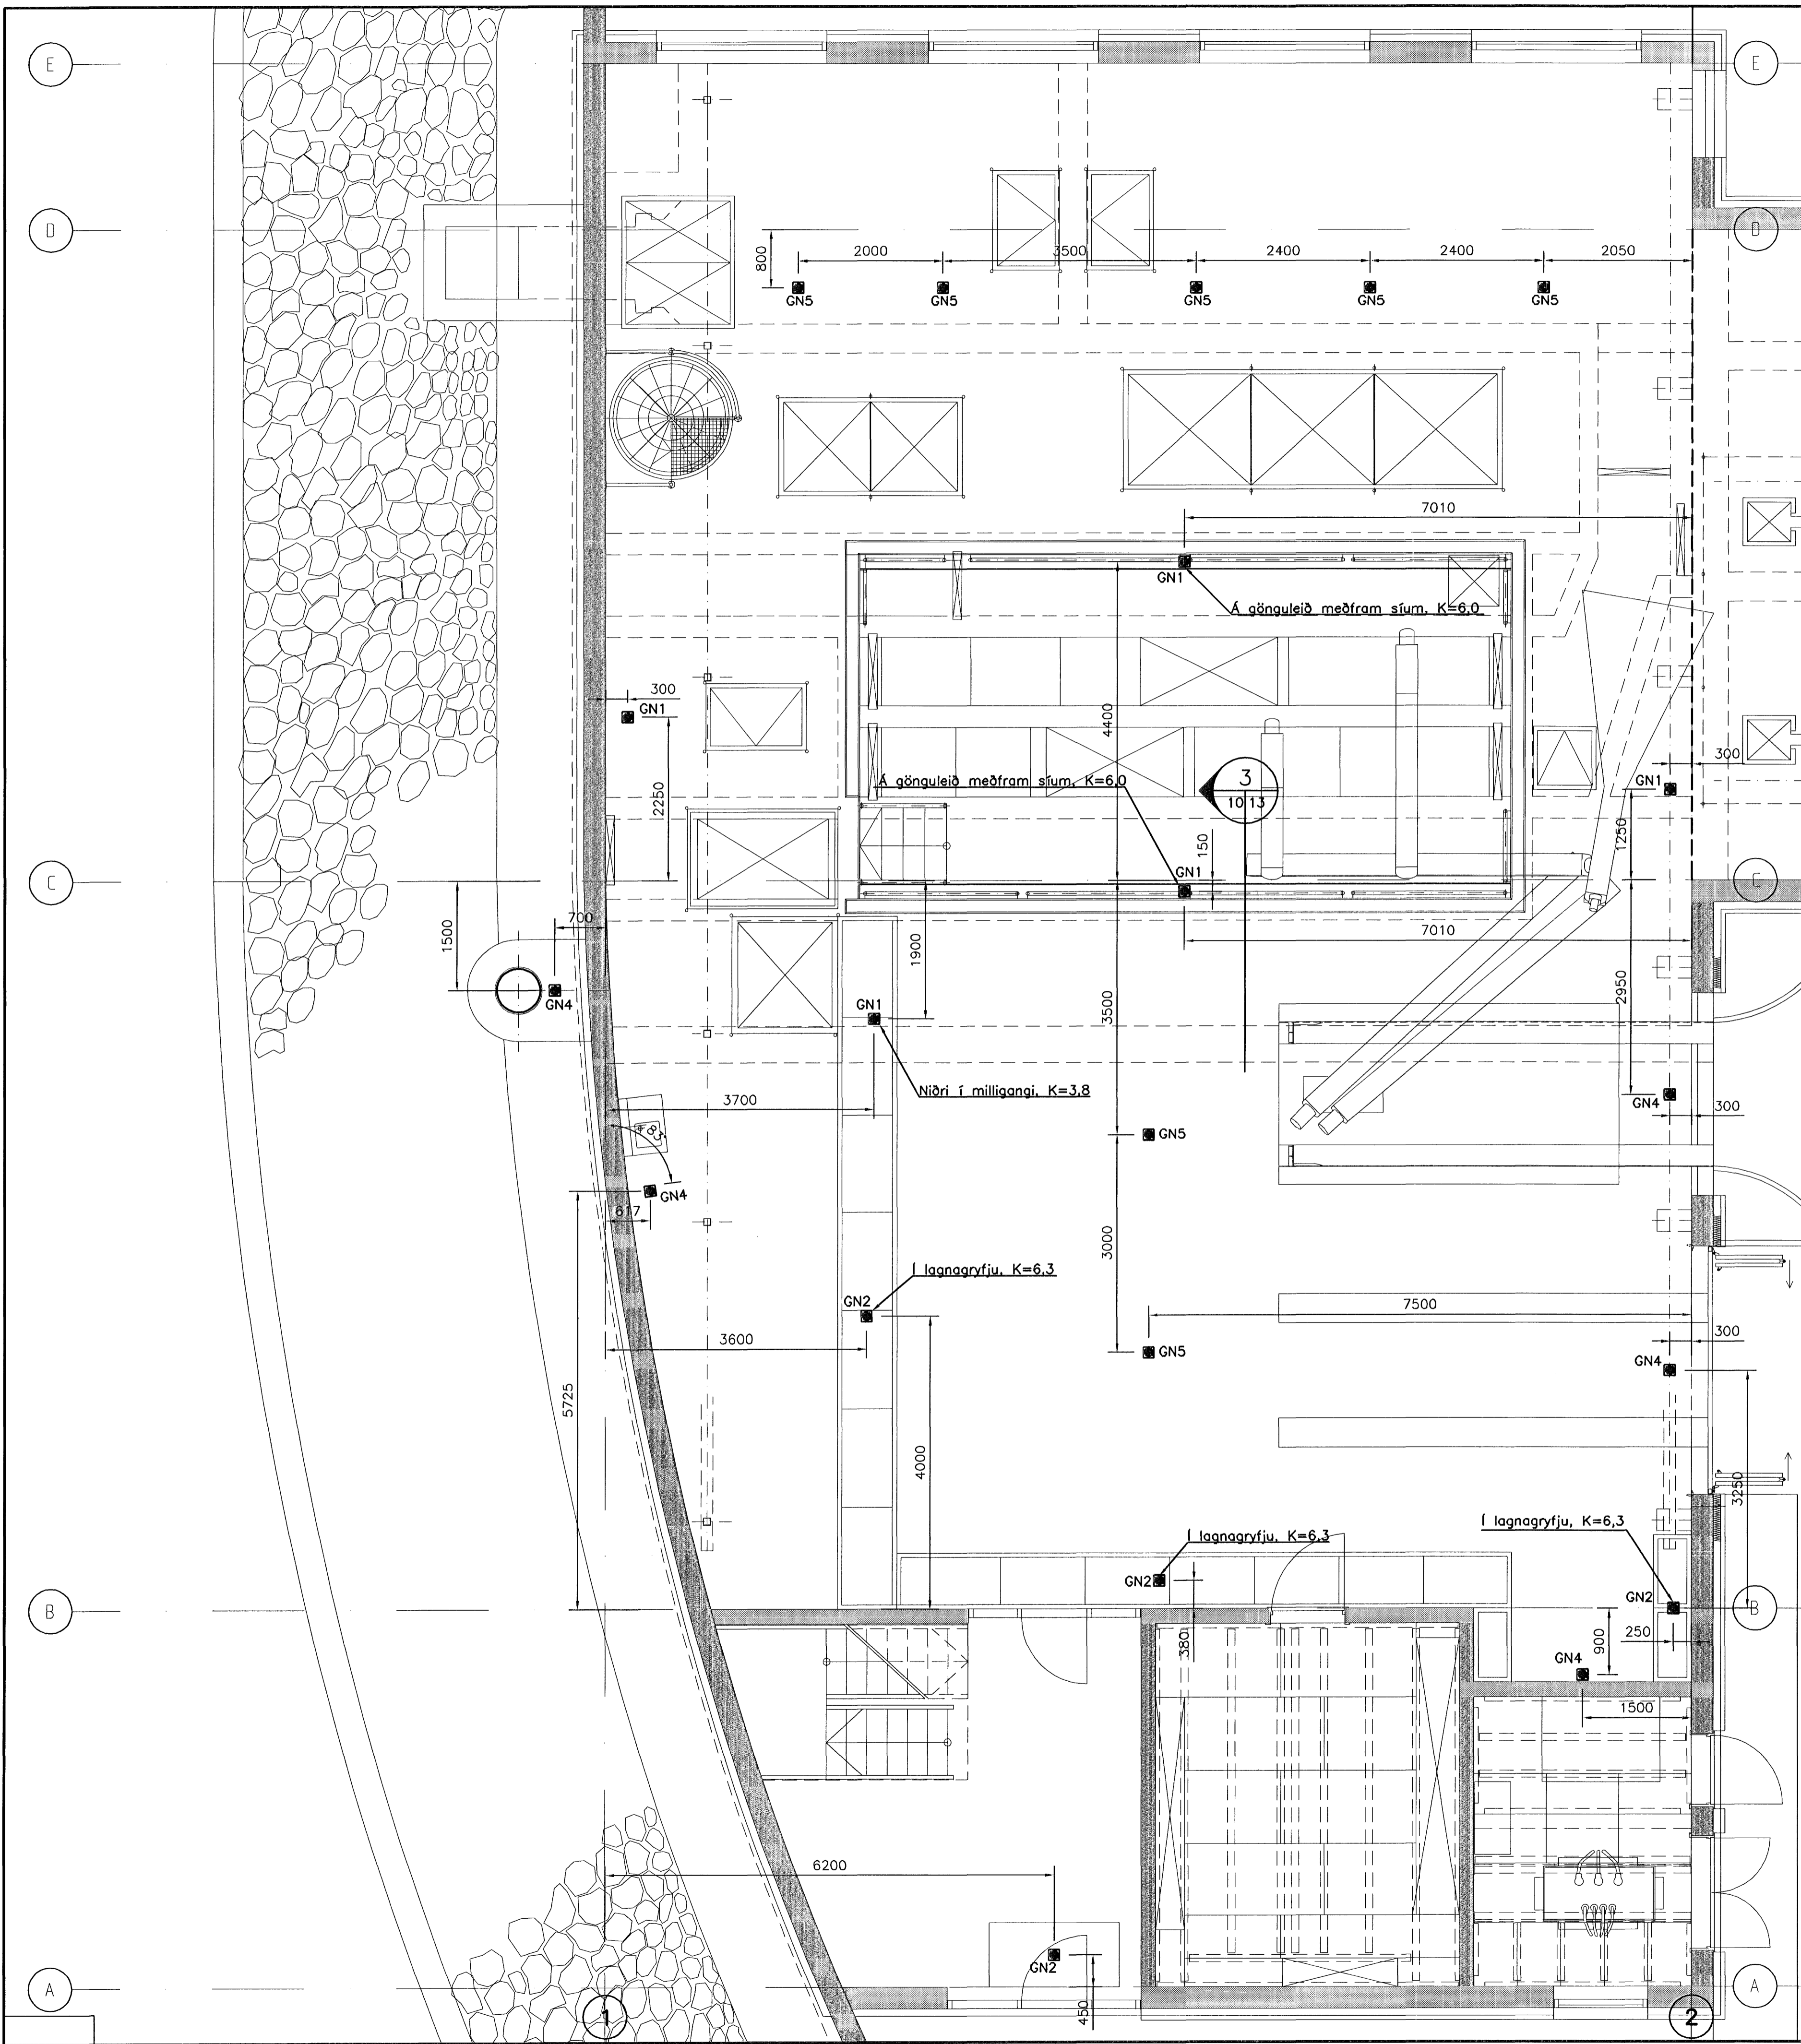 E
E
D
D
800
2000
3500
2400
2400
2050
GN5
GN5
GN5
GN5
GN5
7010
GN1
Á gönguleið meðfram síum, K=6,0
300
GN1
4400
2250
Á gönguleið meðfram síum, K=6,0
3
10.13
300
GN1
1250
150
GN1
C
C
700
1500
1900
7010
GN4
GN1
3500
2950
Niðri í milligangi, K=3,8
3700
GN4
300
83°
GN5
GN4
617
3000
Í lagnagryfju, K=6,3
GN2
7500
3600
GN5
300
GN4
5725
4000
3250
Í lagnagryfju, K=6,3
Í lagnagryfju, K=6,3
GN2
GN2
B
B
380
900
250
GN4
1500
6200
GN2
450
A
A
1
2